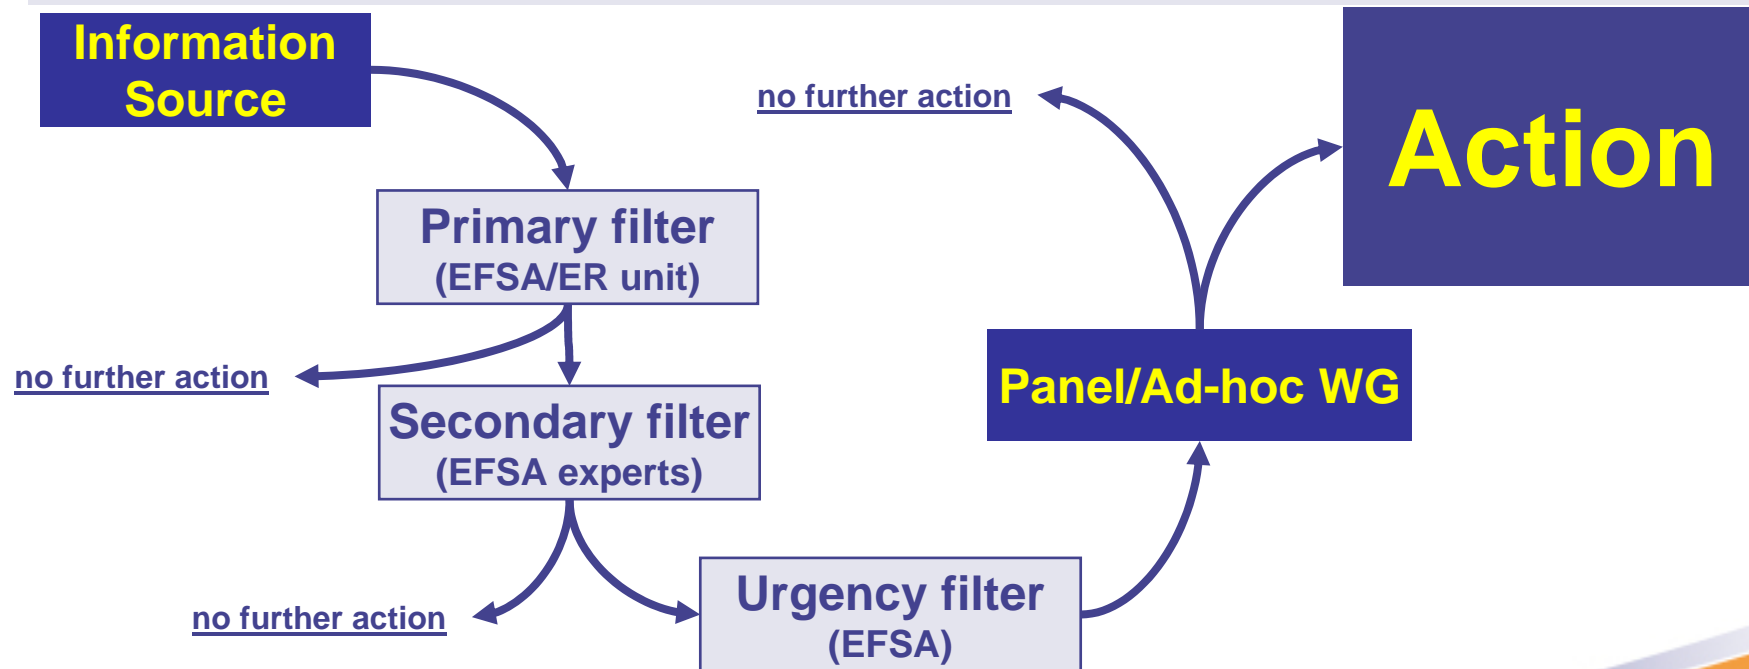 Information
Source
Primary filter
(EFSA/ER unit)
no further action
Secondary filter
(EFSA experts)
no further action
Urgency filter
(EFSA)
Panel/Ad-hoc WG
no further action
Action